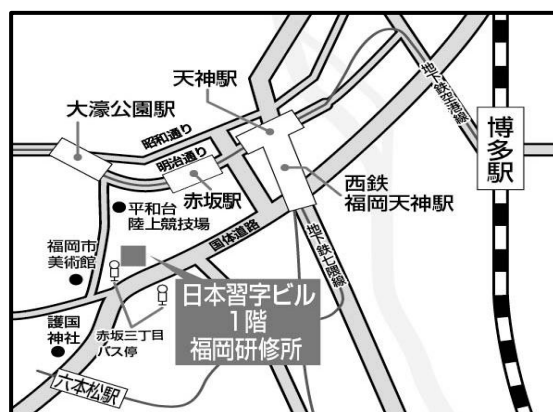 天神駅
大濠公園駅
昭和通り
明治通り
地下鉄空港線
博多駅
赤坂駅
西鉄
福岡天神駅
平和台
陸上競技場
国体道路
福岡市
美術館
地下鉄七隈線
日本習字ビル
1階
福岡研修所
護国
神社
赤坂三丁目
バス停
六本松駅